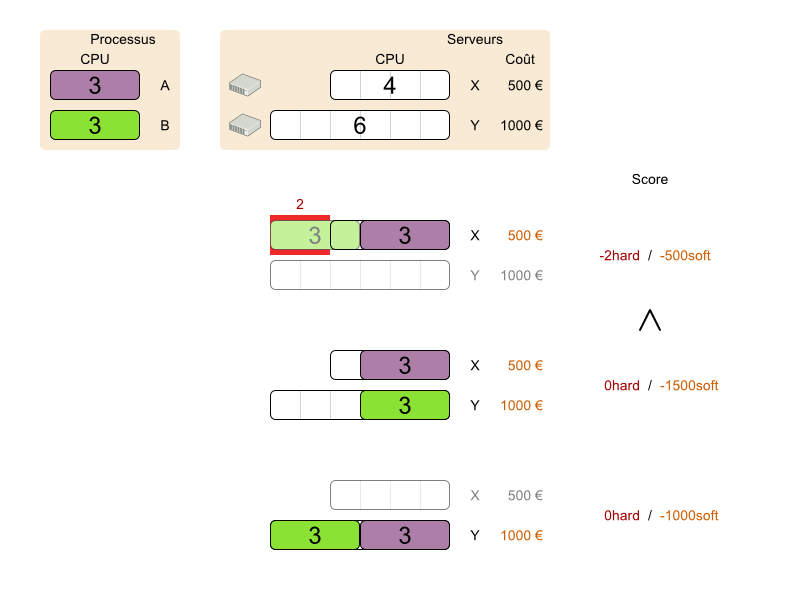 Processus
Serveurs
CPU
CPU
Coût
3
A
4
X
500 €
3
B
6
Y
1000 €
Score
2
3
3
X
500 €
-2hard / -500soft
Y
1000 €
3
X
500 €
0hard / -1500soft
3
Y
1000 €
X
500 €
0hard / -1000soft
3
3
Y
1000 €